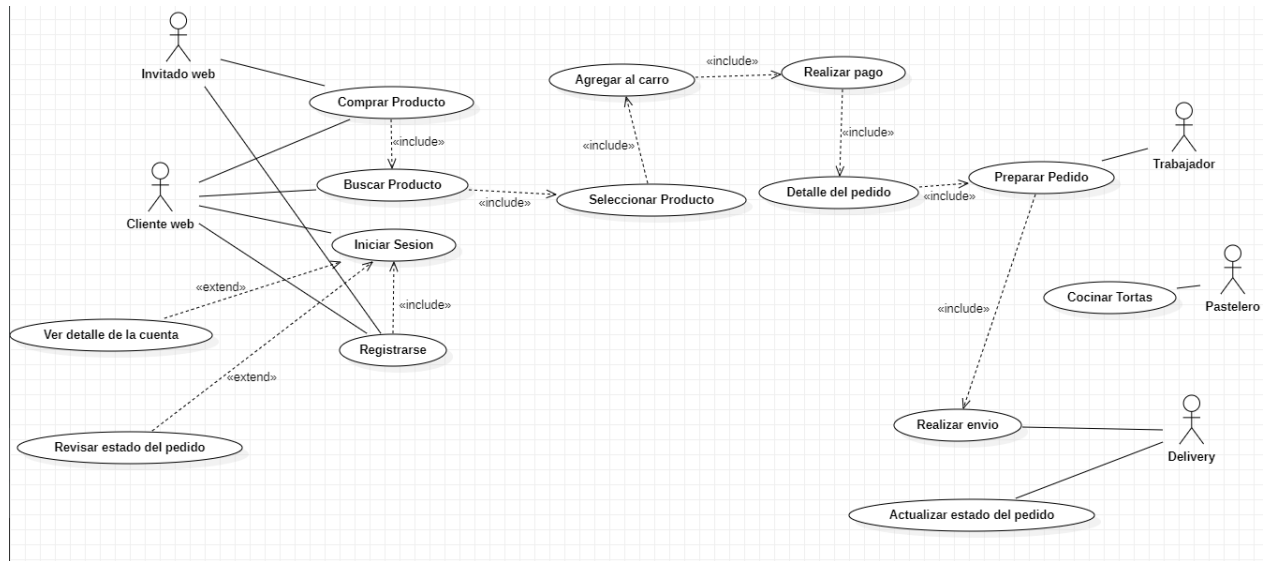 Invitado web
Comprar Producto
«include»
Cliente web
Buscar Producto
«include»
Iniciar Sesion
«extend»
«include»
Ver detalle de la cuenta
Registrarse
«extend»
Revisar estado del pedido
Agregar al carro
«include»
Realizar pago
«include»
«include»
Seleccionar Producto
Detalle del pedido
«include»
Preparar Pedido
Trabajador
Cocinar Tortas
Pastelero
«include»
Realizar envio
Delivery
Actualizar estado del pedido